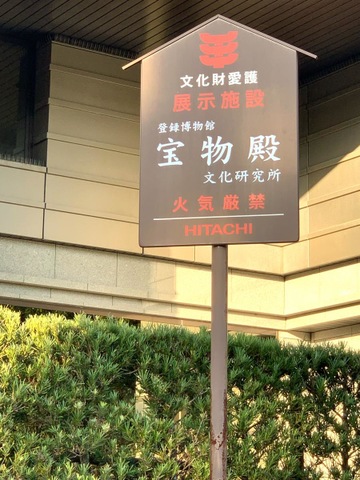 文化財愛護
展示施設
登録博物館
宝物殿
文化研究所
火気厳禁
HITACHI